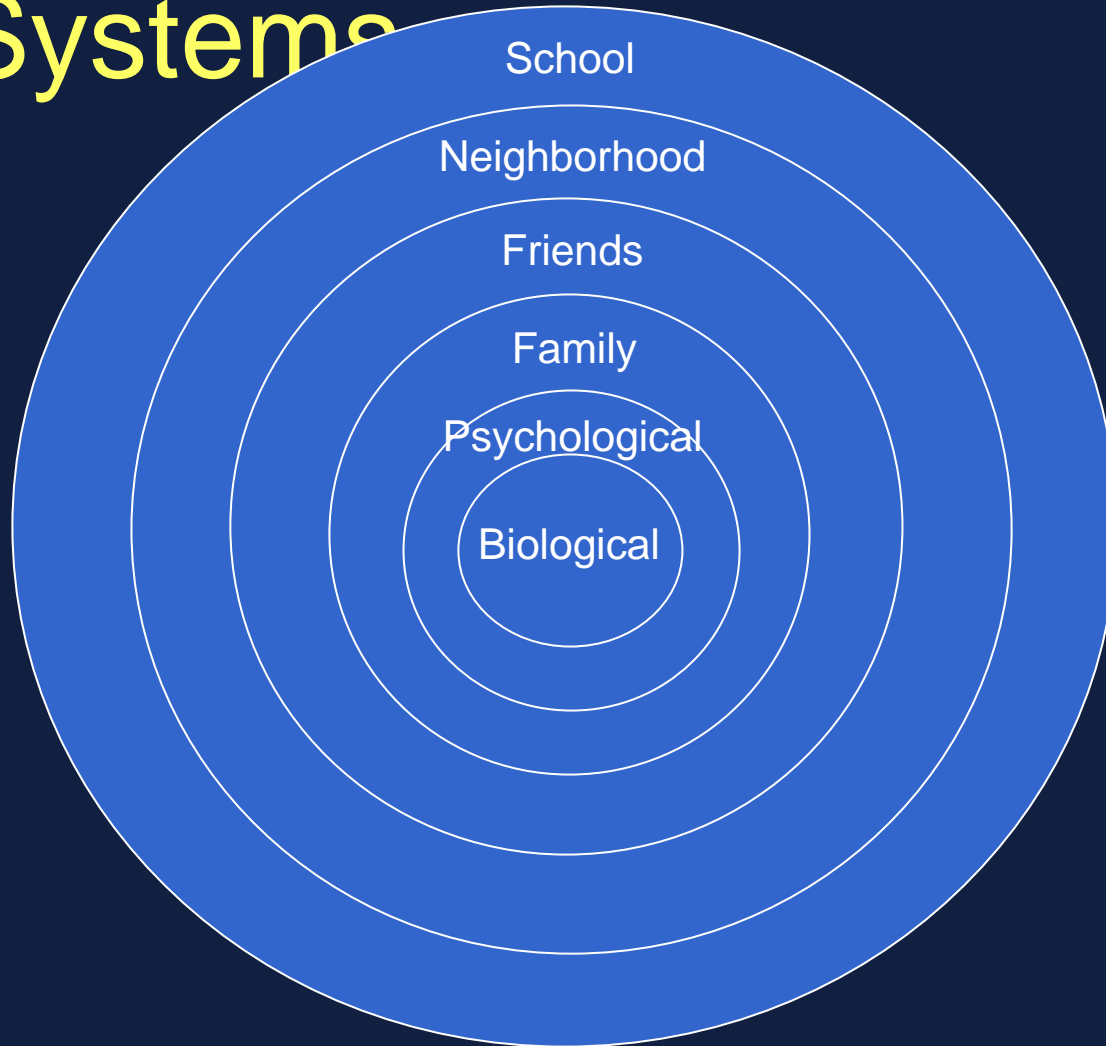 Systems
School
Neighborhood
Friends
Family
Psychological
Biological